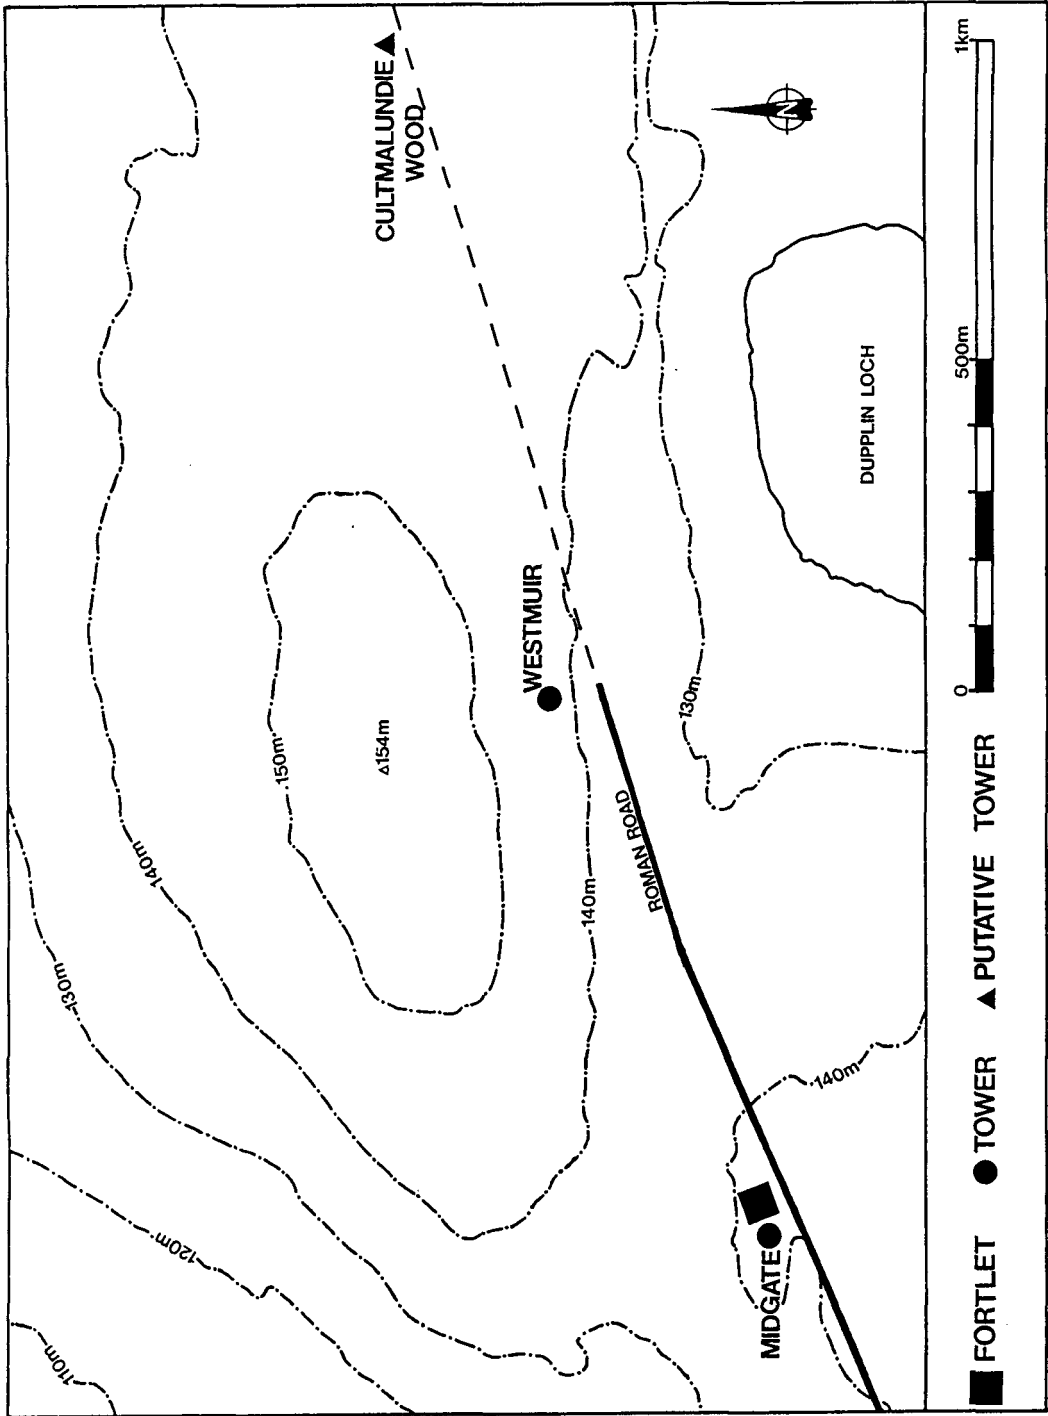 CULTMALUNDIE
WOOD
N
WESTMUIR
150m
△154m
140m
130m
120m
110m
140m
ROMAN ROAD
130m
140m
MIDGATE
DUPPLIN LOCH
FORTLET
TOWER
PUTATIVE TOWER
0
500m
1km